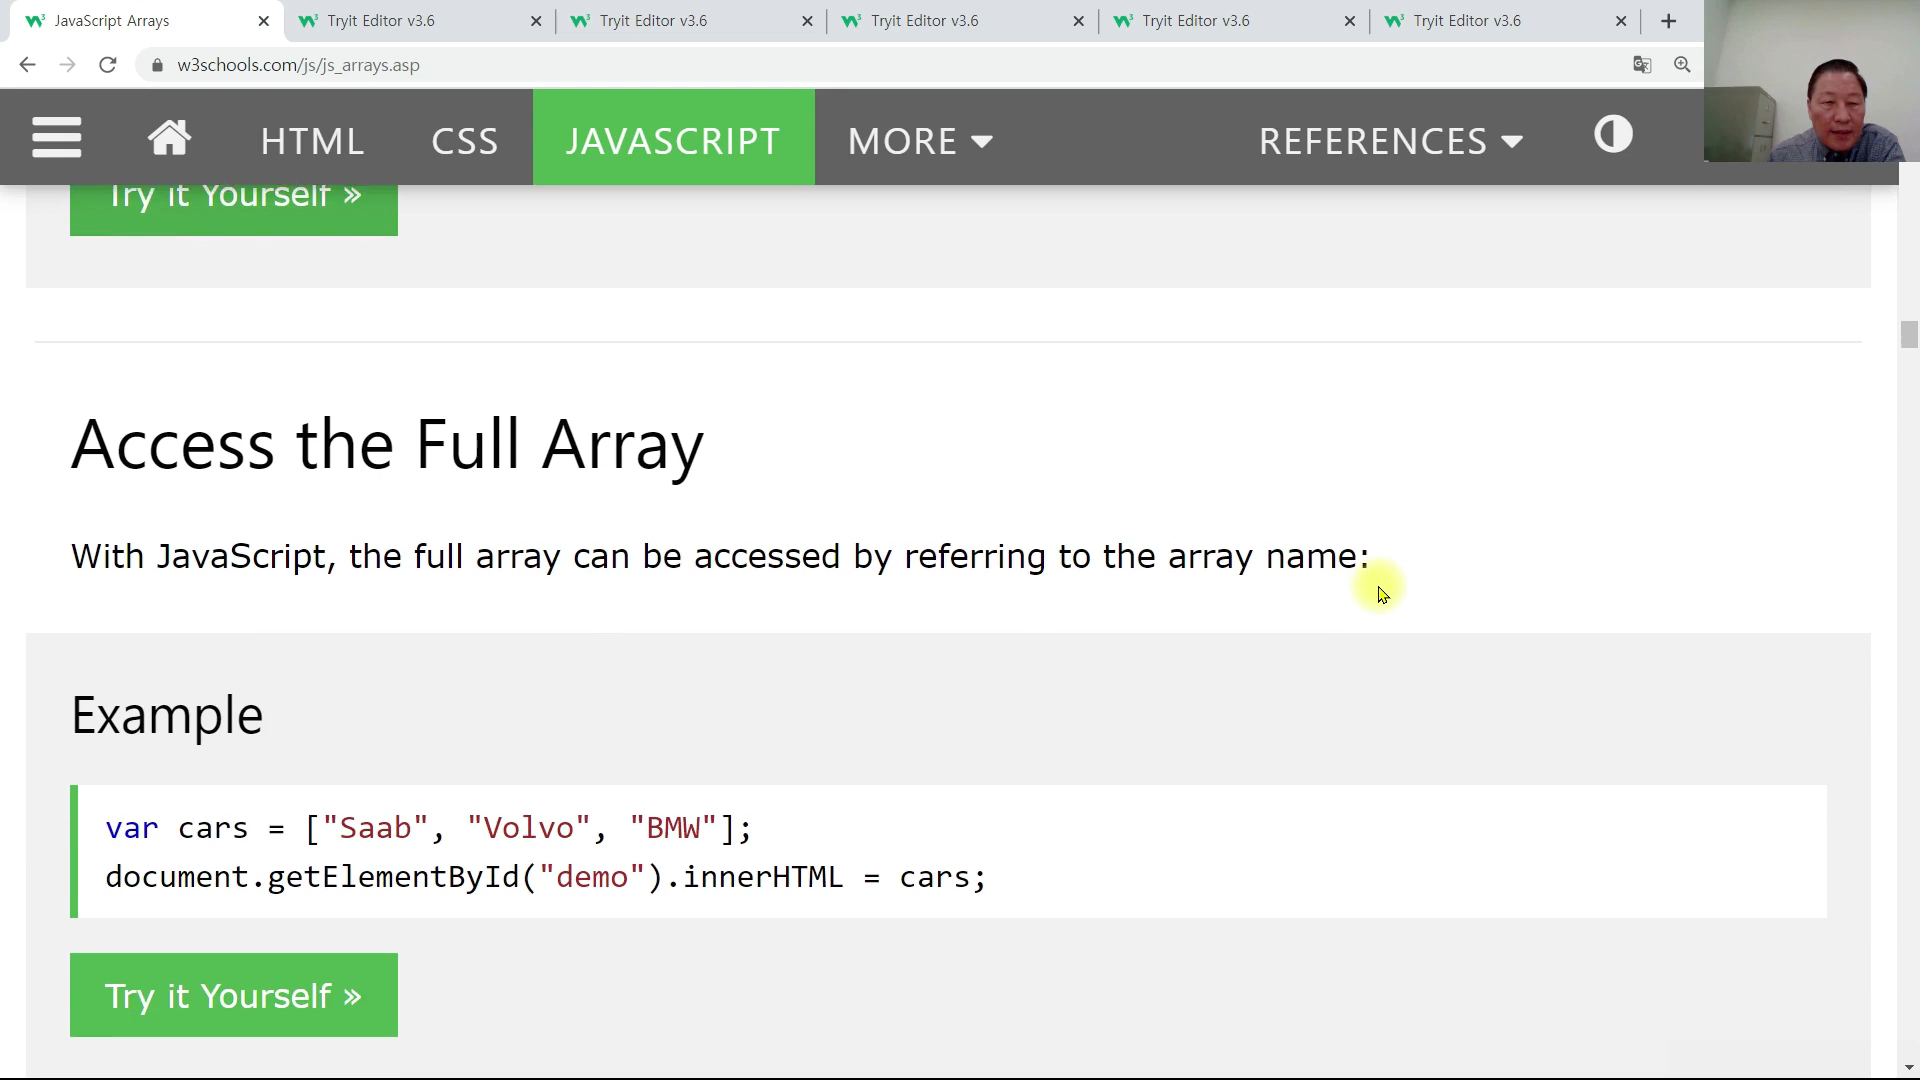 JavaScript Arrays
Tryit Editor v3.6
Tryit Editor v3.6
Tryit Editor v3.6
Tryit Editor v3.6
Tryit Editor v3.6
w3schools.com/js/js_arrays.asp
HTML CSS JAVASCRIPT MORE REFERENCES
Try it Yourself »
Access the Full Array
With JavaScript, the full array can be accessed by referring to the array name:
Example
var cars = ["Saab", "Volvo", "BMW"];
document.getElementById("demo").innerHTML = cars;
Try it Yourself »